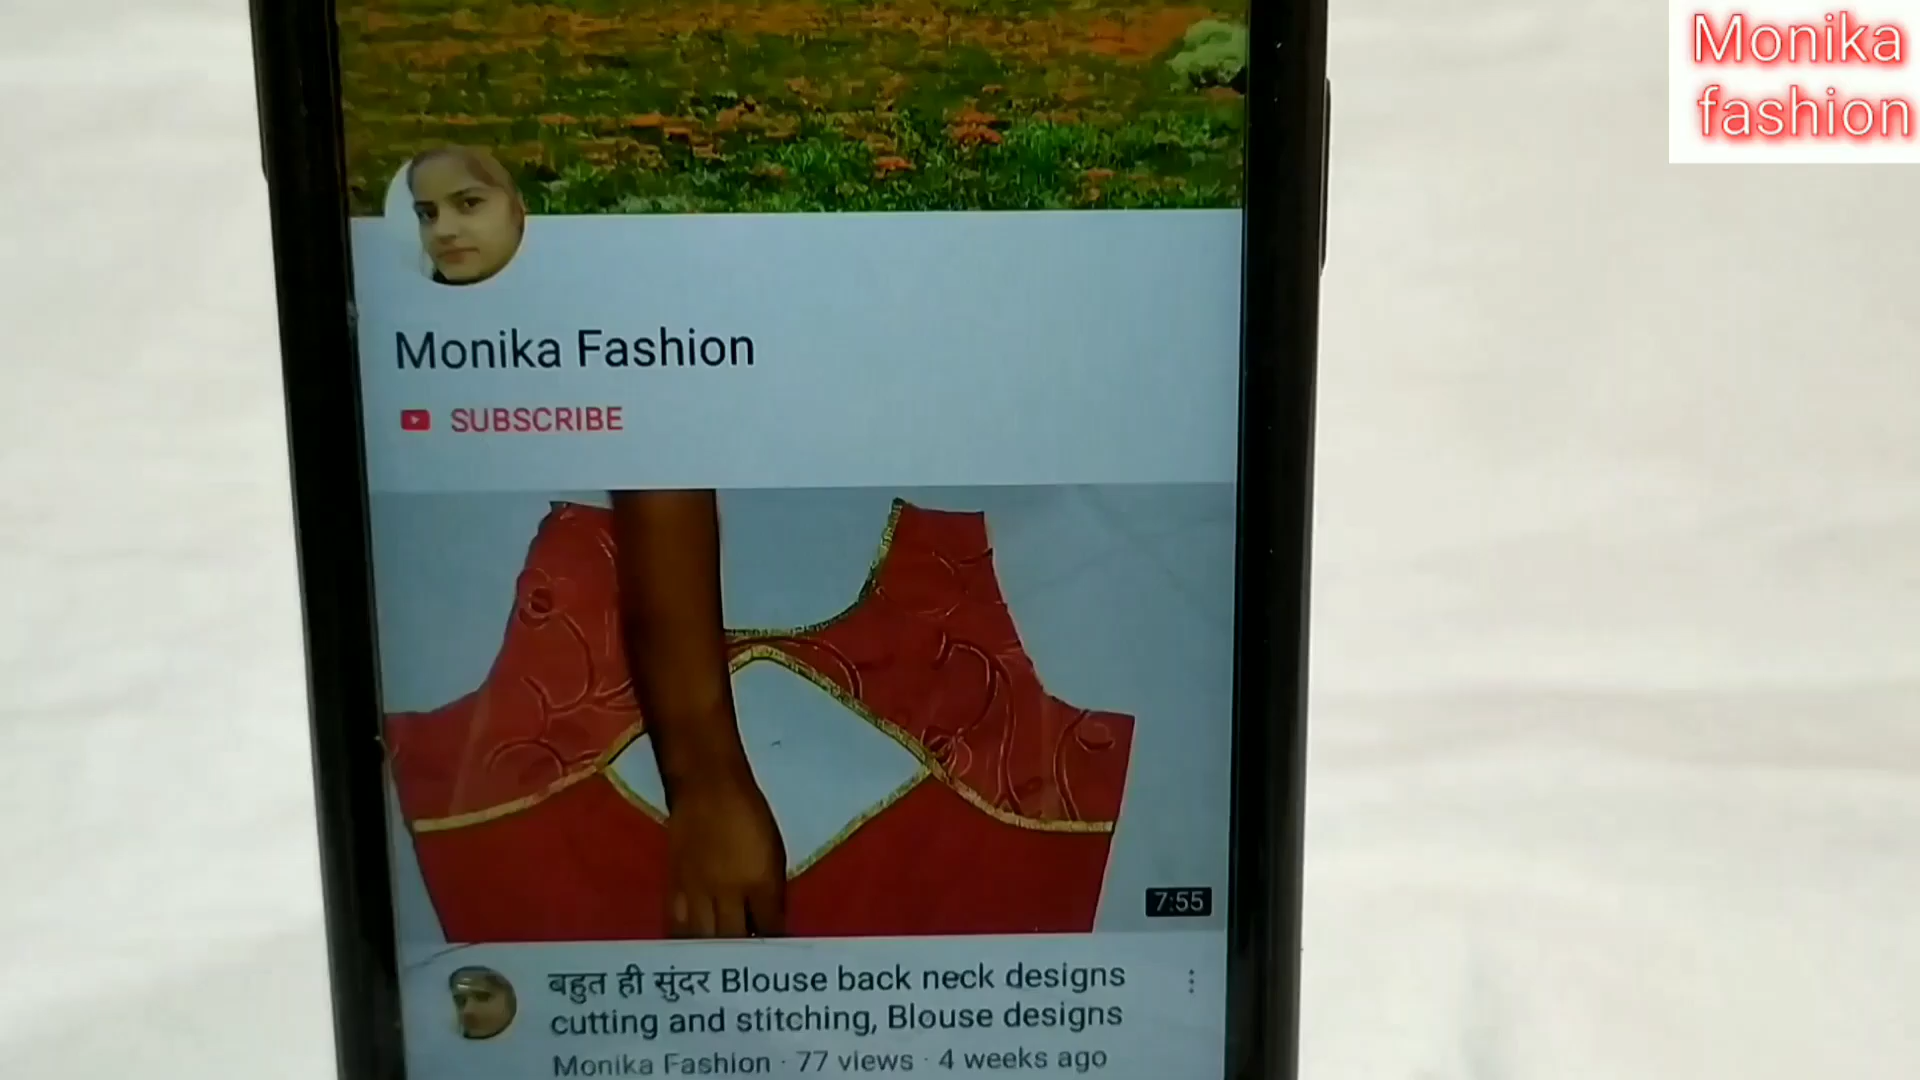 Monika
fashion
Monika Fashion
SUBSCRIBE
7:55
बहुत ही सुंदर Blouse back neck designs
cutting and stitching, Blouse designs
Monika Fashion · 77 views · 4 weeks ago